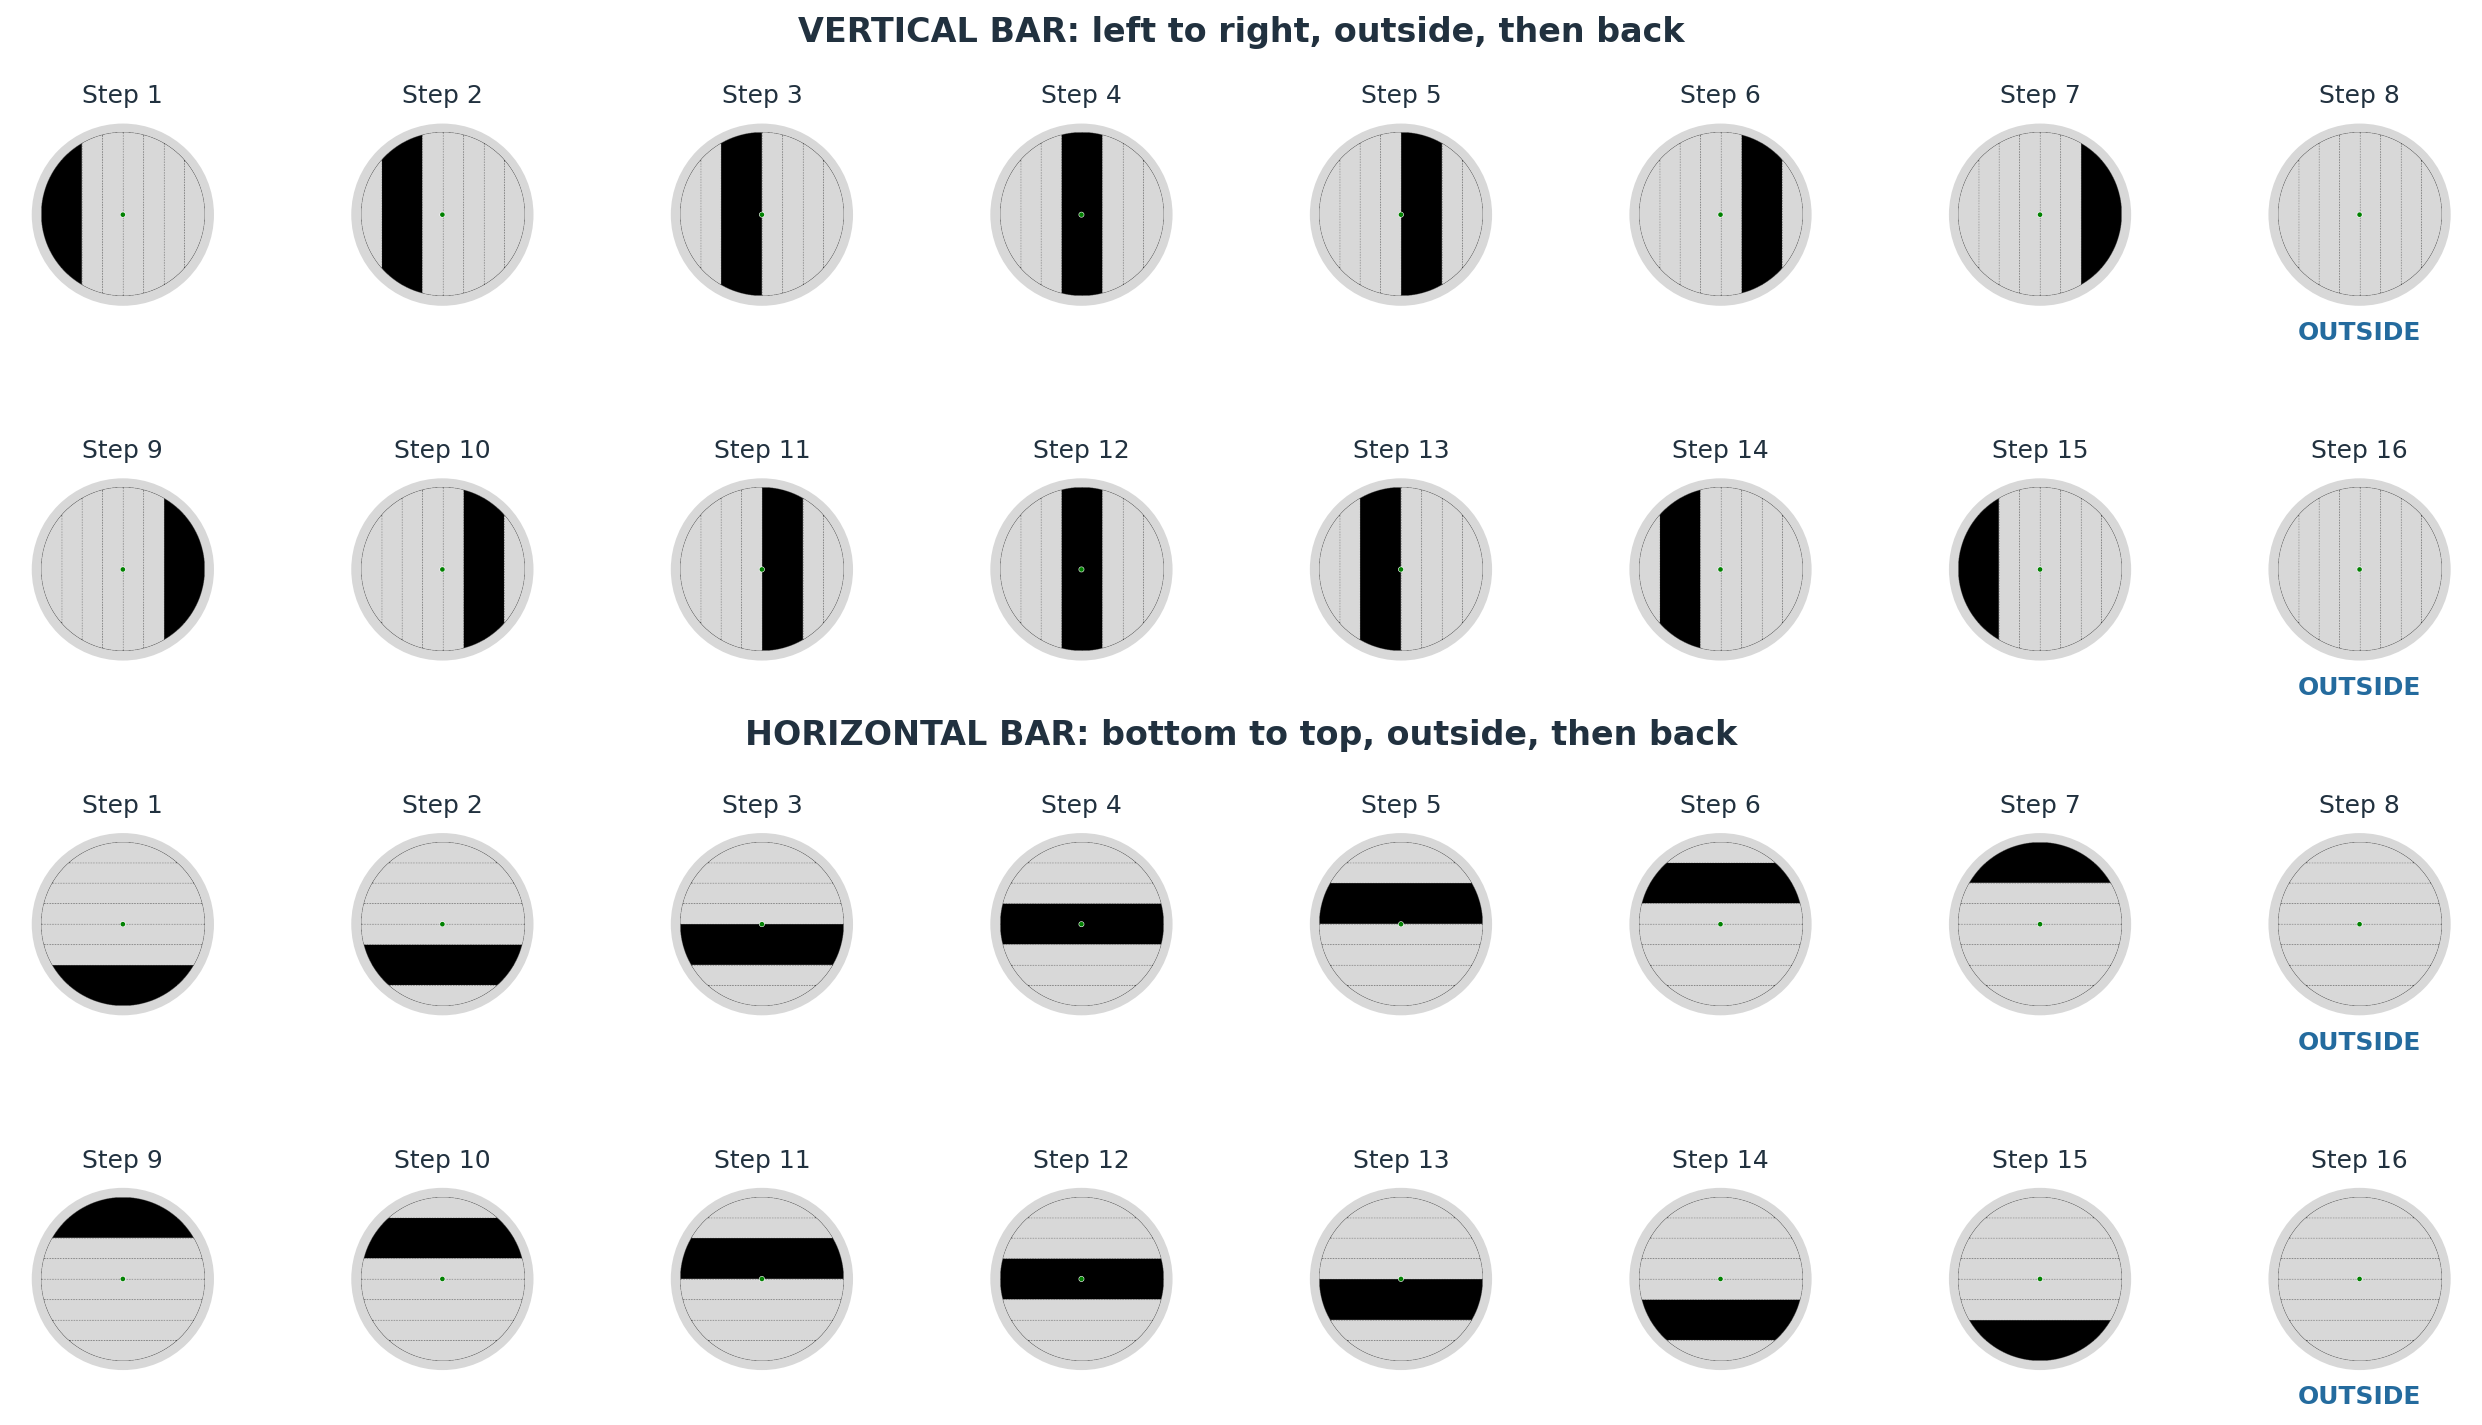 VERTICAL BAR: left to right, outside, then back
Step 1 Step 2 Step 3 Step 4 Step 5 Step 6 Step 7 Step 8
OUTSIDE
Step 9 Step 10 Step 11 Step 12 Step 13 Step 14 Step 15 Step 16
OUTSIDE
HORIZONTAL BAR: bottom to top, outside, then back
Step 1 Step 2 Step 3 Step 4 Step 5 Step 6 Step 7 Step 8
OUTSIDE
Step 9 Step 10 Step 11 Step 12 Step 13 Step 14 Step 15 Step 16
OUTSIDE